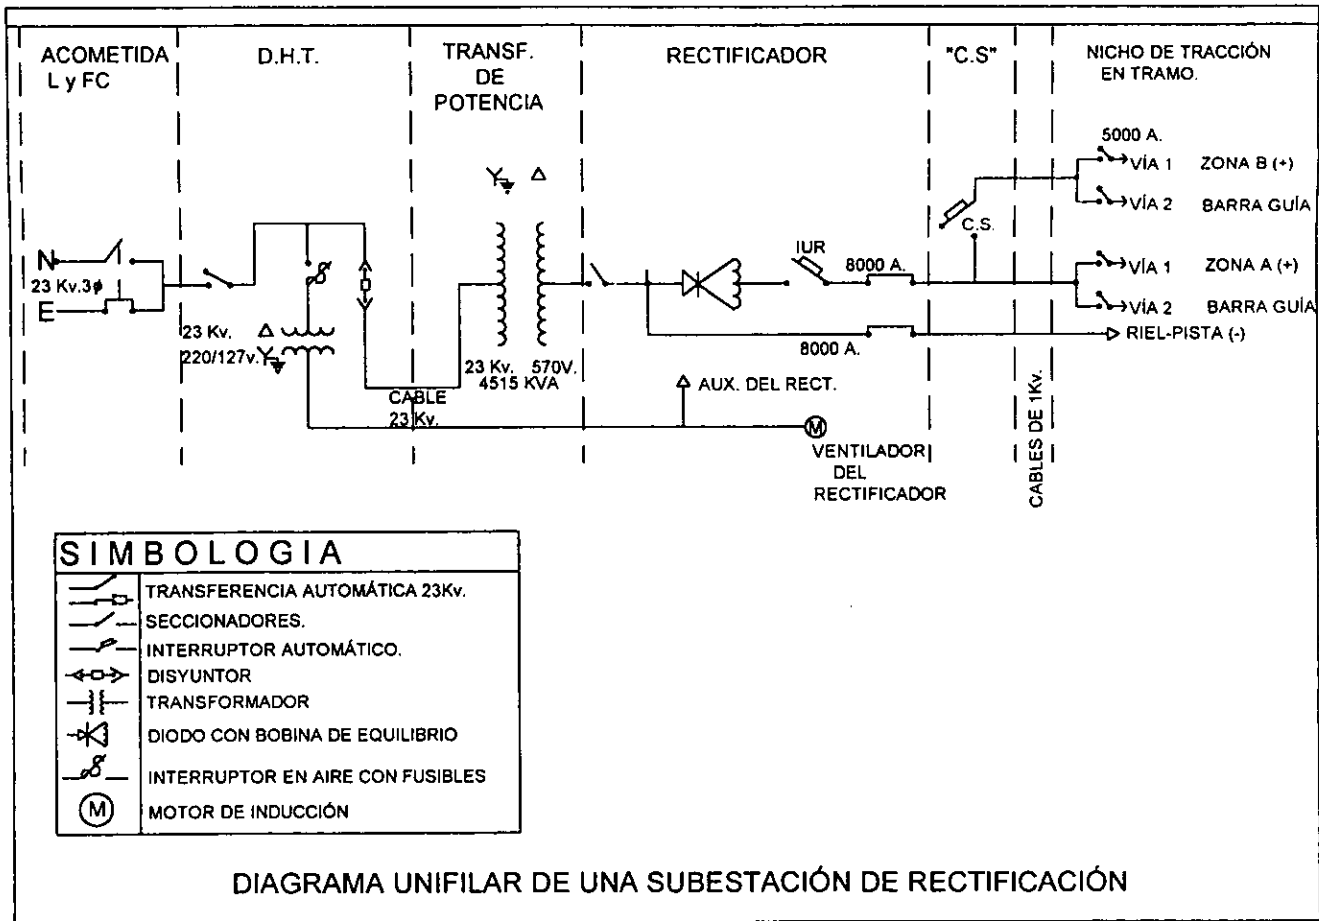 ACOMETIDA
L y FC
D.H.T.
TRANSF.
DE
POTENCIA
RECTIFICADOR
"C.S"
NICHO DE TRACCIÓN
EN TRAMO.
5000 A.
VÍA 1 ZONA B (+)
VÍA 2 BARRA GUÍA
C.S.
IUR
8000 A.
VÍA 1 ZONA A (+)
VÍA 2 BARRA GUÍA
RIEL-PISTA (-)
8000 A.
N
23 Kv.3ϕ
E
23 Kv.
220/127v.
23 Kv. 570V.
4515 KVA
CABLE
23 Kv.
AUX. DEL RECT.
M
VENTILADOR
DEL
RECTIFICADOR
CABLES DE 1Kv.
SIMBOLOGIA
TRANSFERENCIA AUTOMÁTICA 23Kv.
SECCIONADORES.
INTERRUPTOR AUTOMÁTICO.
DISYUNTOR
TRANSFORMADOR
DIODO CON BOBINA DE EQUILIBRIO
INTERRUPTOR EN AIRE CON FUSIBLES
M MOTOR DE INDUCCIÓN
DIAGRAMA UNIFILAR DE UNA SUBESTACIÓN DE RECTIFICACIÓN